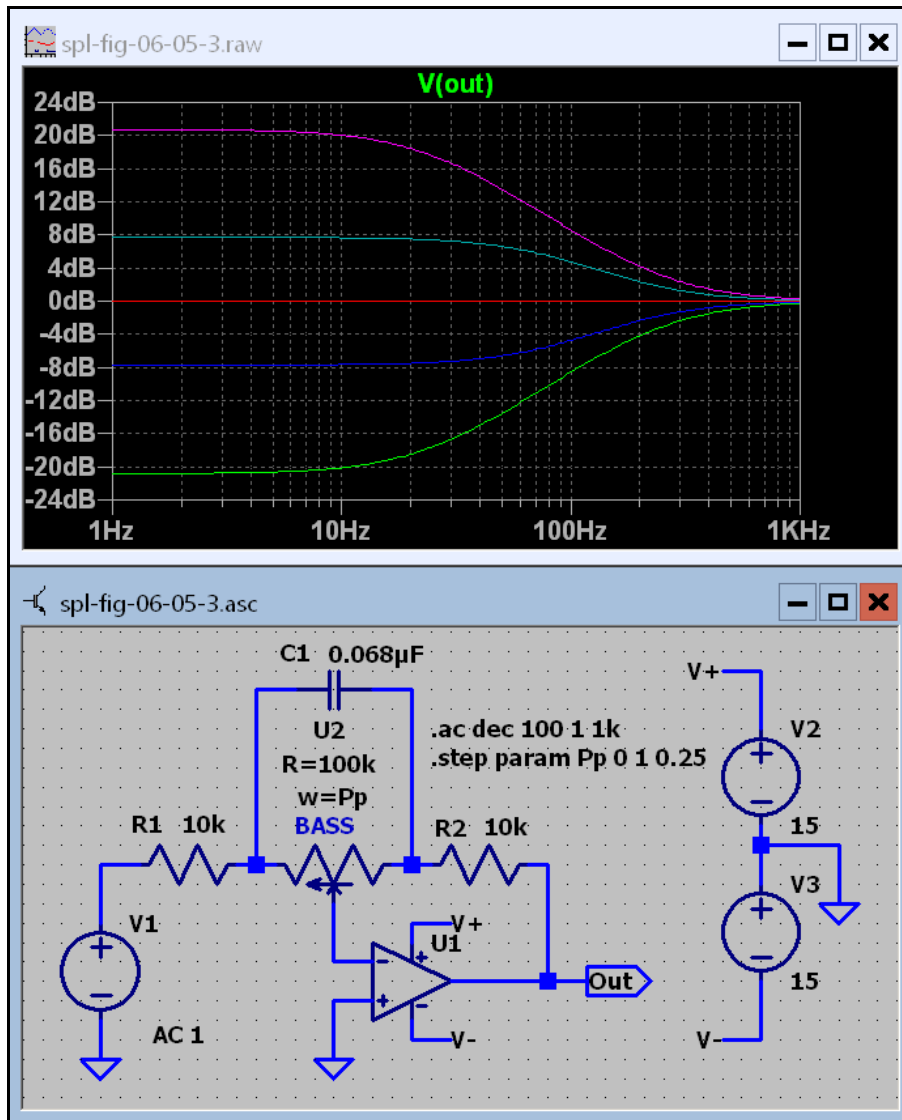 spl-fig-06-05-3.raw
V(out)
24dB
20dB
16dB
12dB
8dB
4dB
0dB
-4dB
-8dB
-12dB
-16dB
-20dB
-24dB
1Hz 10Hz 100Hz 1KHz
spl-fig-06-05-3.asc
C1 0.068µF
U2
R=100k
w=Pp
BASS
.ac dec 100 1 1k
.step param Pp 0 1 0.25
R1 10k
R2 10k
V1
AC 1
V+
U1
V-
Out
V+
V2
15
V3
15
V-